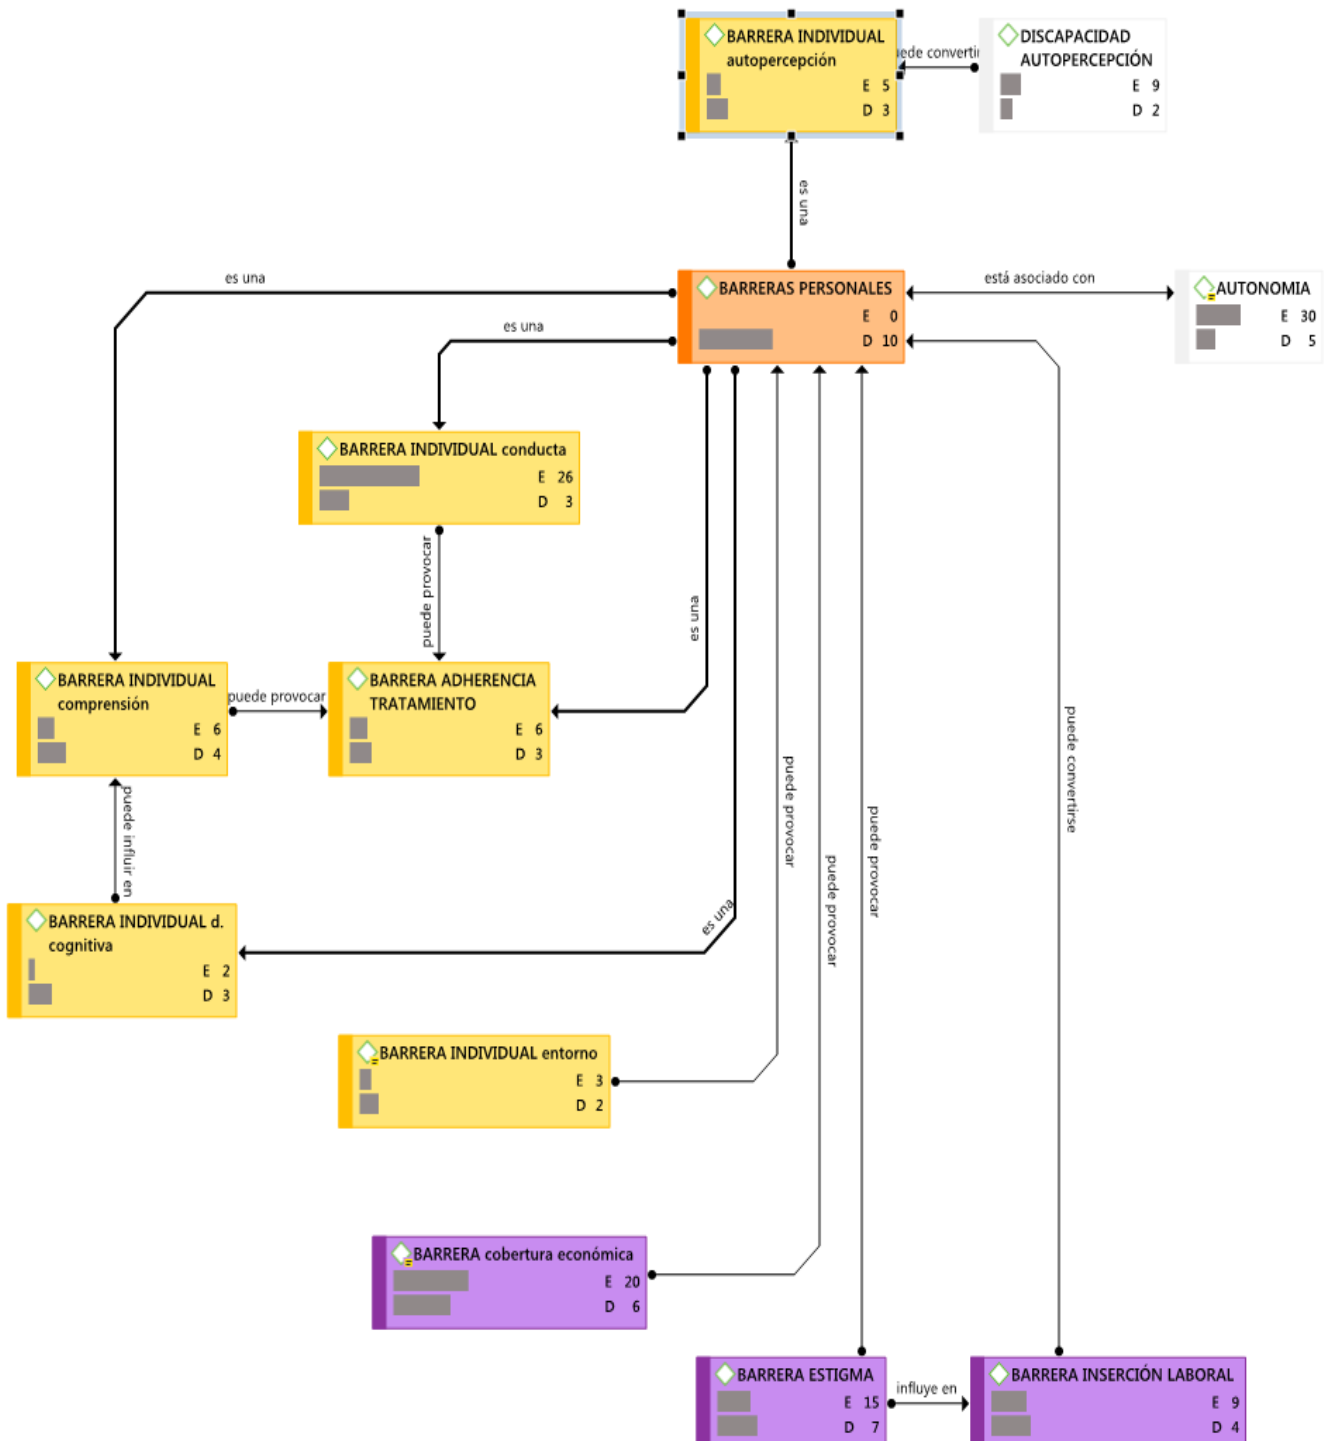 BARRERA INDIVIDUAL
autopercepción
E 5
D 3
uede converti
DISCAPACIDAD
AUTOPERCEPCIÓN
E 9
D 2
es una
BARRERAS PERSONALES
E 0
D 10
está asociado con
AUTONOMIA
E 30
D 5
es una
es una
BARRERA INDIVIDUAL conducta
E 26
D 3
puede provocar
es una
BARRERA INDIVIDUAL
comprensión
E 6
D 4
puede provocar
BARRERA ADHERENCIA
TRATAMIENTO
E 6
D 3
puede convertirse
puede provocar
puede provocar
puede provocar
puede influir en
BARRERA INDIVIDUAL d.
cognitiva
E 2
D 3
es una
BARRERA INDIVIDUAL entorno
E 3
D 2
BARRERA cobertura económica
E 20
D 6
BARRERA ESTIGMA
E 15
D 7
influye en
BARRERA INSERCIÓN LABORAL
E 9
D 4